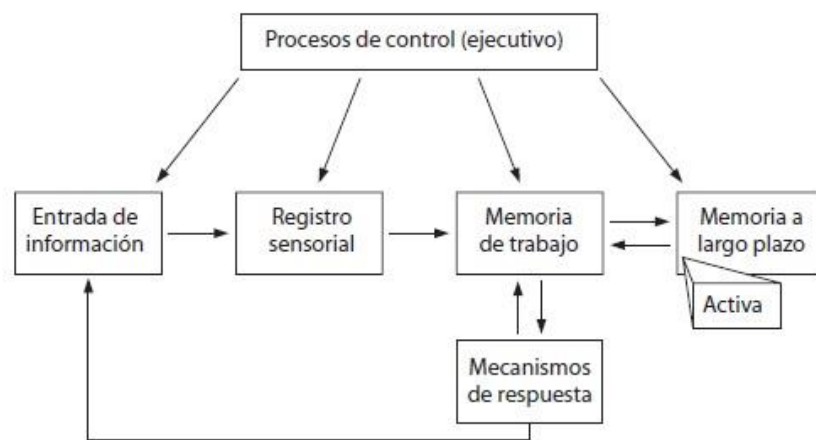 Procesos de control (ejecutivo)
Entrada de
información
Registro
sensorial
Memoria
de trabajo
Memoria a
largo plazo
Activa
Mecanismos
de respuesta